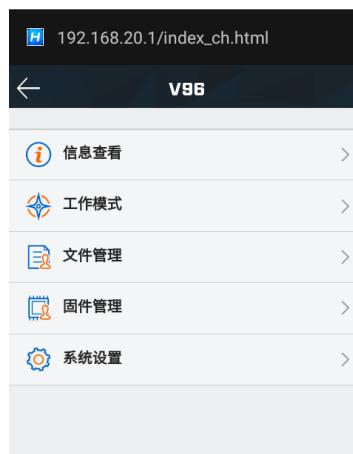 192.168.20.1/index_ch.html
V96
信息查看
工作模式
文件管理
固件管理
系统设置